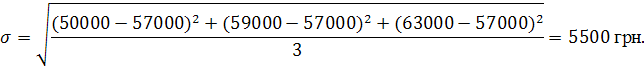 σ = √((50000 − 57000)² + (59000 − 57000)² + (63000 − 57000)² / 3) = 5500 грн.